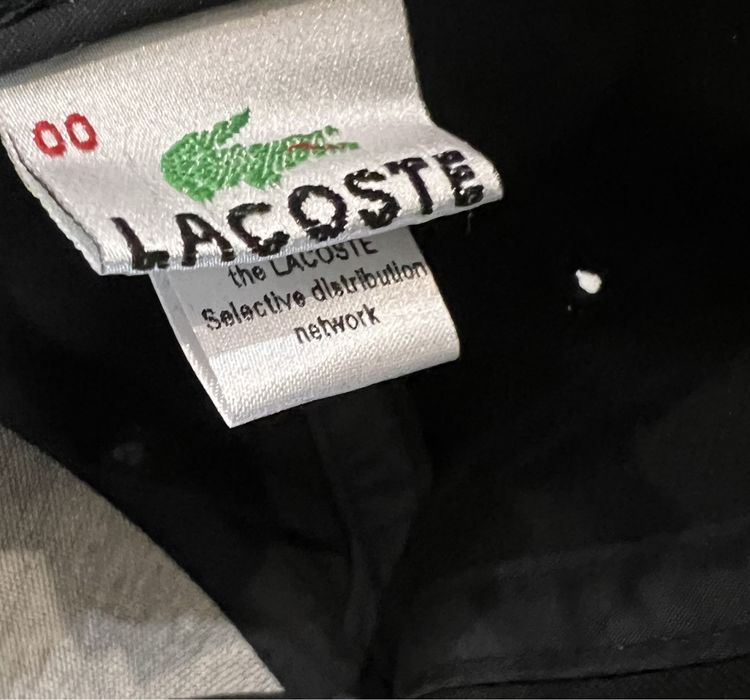 00
LACOSTE
the LACOSTE
Selective distribution
network